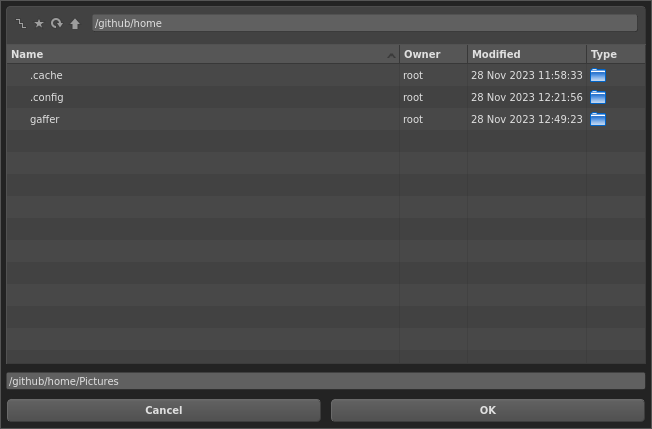 /github/home
Name Owner Modified Type
.cache root 28 Nov 2023 11:58:33
.config root 28 Nov 2023 12:21:56
gaffer root 28 Nov 2023 12:49:23
/github/home/Pictures
Cancel OK